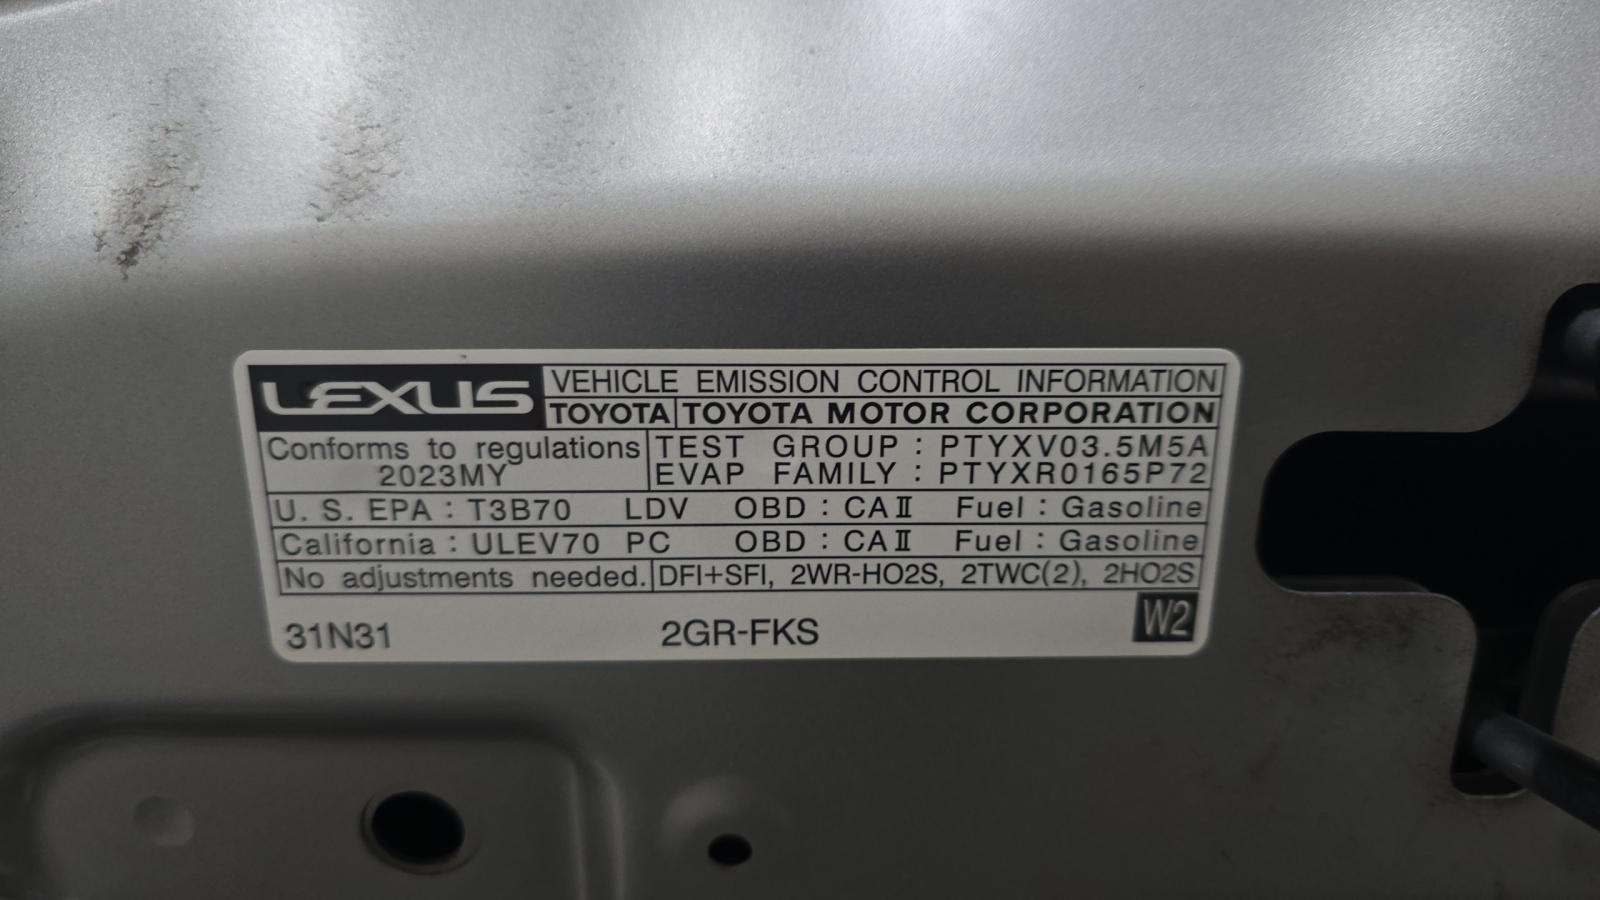 LEXUS
VEHICLE EMISSION CONTROL INFORMATION
TOYOTA TOYOTA MOTOR CORPORATION
Conforms to regulations
2023MY
TEST GROUP : PTYXV03.5M5A
EVAP FAMILY : PTYXR0165P72
U. S. EPA : T3B70 LDV OBD : CAⅡ Fuel : Gasoline
California : ULEV70 PC OBD : CAⅡ Fuel : Gasoline
No adjustments needed. DFI+SFI, 2WR-HO2S, 2TWC(2), 2HO2S
31N31 2GR-FKS W2